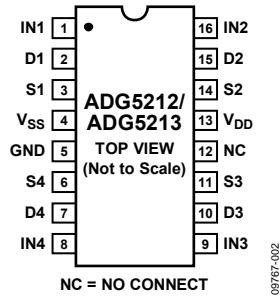 IN1 1 16 IN2
D1 2 15 D2
S1 3 14 S2
ADG5212/
ADG5213
VSS 4 13 VDD
TOP VIEW
(Not to Scale)
GND 5 12 NC
S4 6 11 S3
D4 7 10 D3
IN4 8 9 IN3
NC = NO CONNECT
09767-002